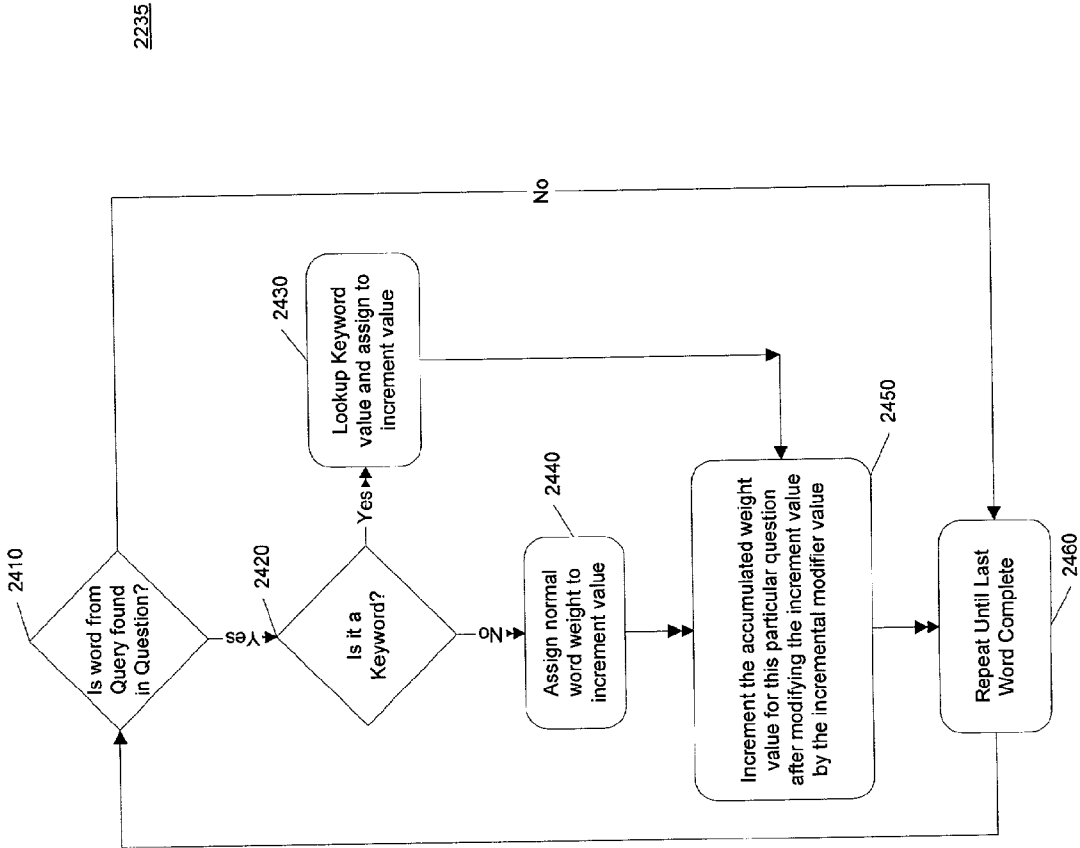 2235
2410
Is word from
Query found
in Question?
Yes
No
2420
Is it a
Keyword?
Yes
No
2430
Lookup Keyword
value and assign to
increment value
2440
Assign normal
word weight to
increment value
2450
Increment the accumulated weight
value for this particular question
after modifying the increment value
by the incremental modifier value
Repeat Until Last
Word Complete
2460